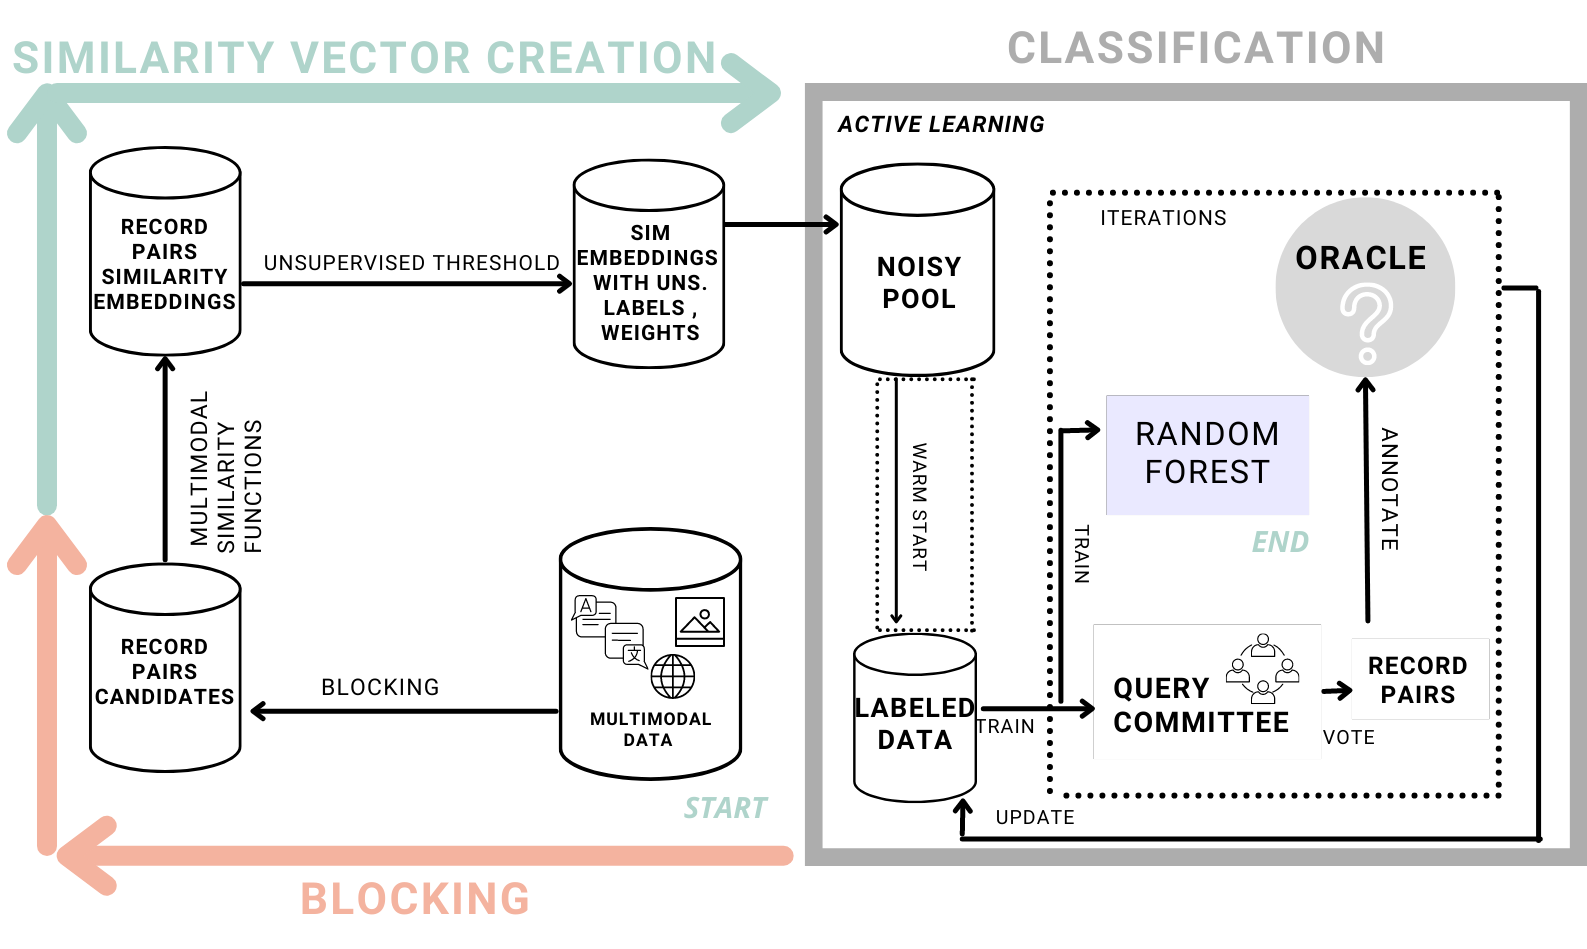 SIMILARITY VECTOR CREATION
CLASSIFICATION
ACTIVE LEARNING
RECORD
PAIRS
SIMILARITY
EMBEDDINGS
UNSUPERVISED THRESHOLD
SIM
EMBEDDINGS
WITH UNS.
LABELS ,
WEIGHTS
NOISY
POOL
ITERATIONS
ORACLE
?
MULTIMODAL
SIMILARITY
FUNCTIONS
WARM START
RANDOM
FOREST
END
TRAIN
ANNOTATE
RECORD
PAIRS
CANDIDATES
BLOCKING
A
文
MULTIMODAL
DATA
START
LABELED
DATA
TRAIN
QUERY
COMMITTEE
VOTE
RECORD
PAIRS
UPDATE
BLOCKING